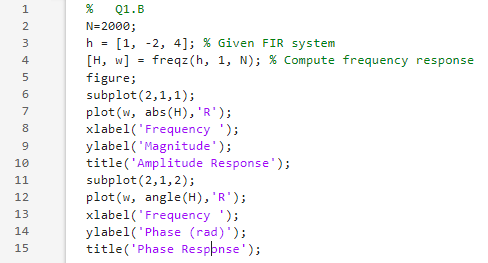 1 %   Q1.B
2 N=2000;
3 h = [1, -2, 4]; % Given FIR system
4 [H, w] = freqz(h, 1, N); % Compute frequency response
5 figure;
6 subplot(2,1,1);
7 plot(w, abs(H),'R');
8 xlabel('Frequency ');
9 ylabel('Magnitude');
10 title('Amplitude Response');
11 subplot(2,1,2);
12 plot(w, angle(H),'R');
13 xlabel('Frequency ');
14 ylabel('Phase (rad)');
15 title('Phase Response');